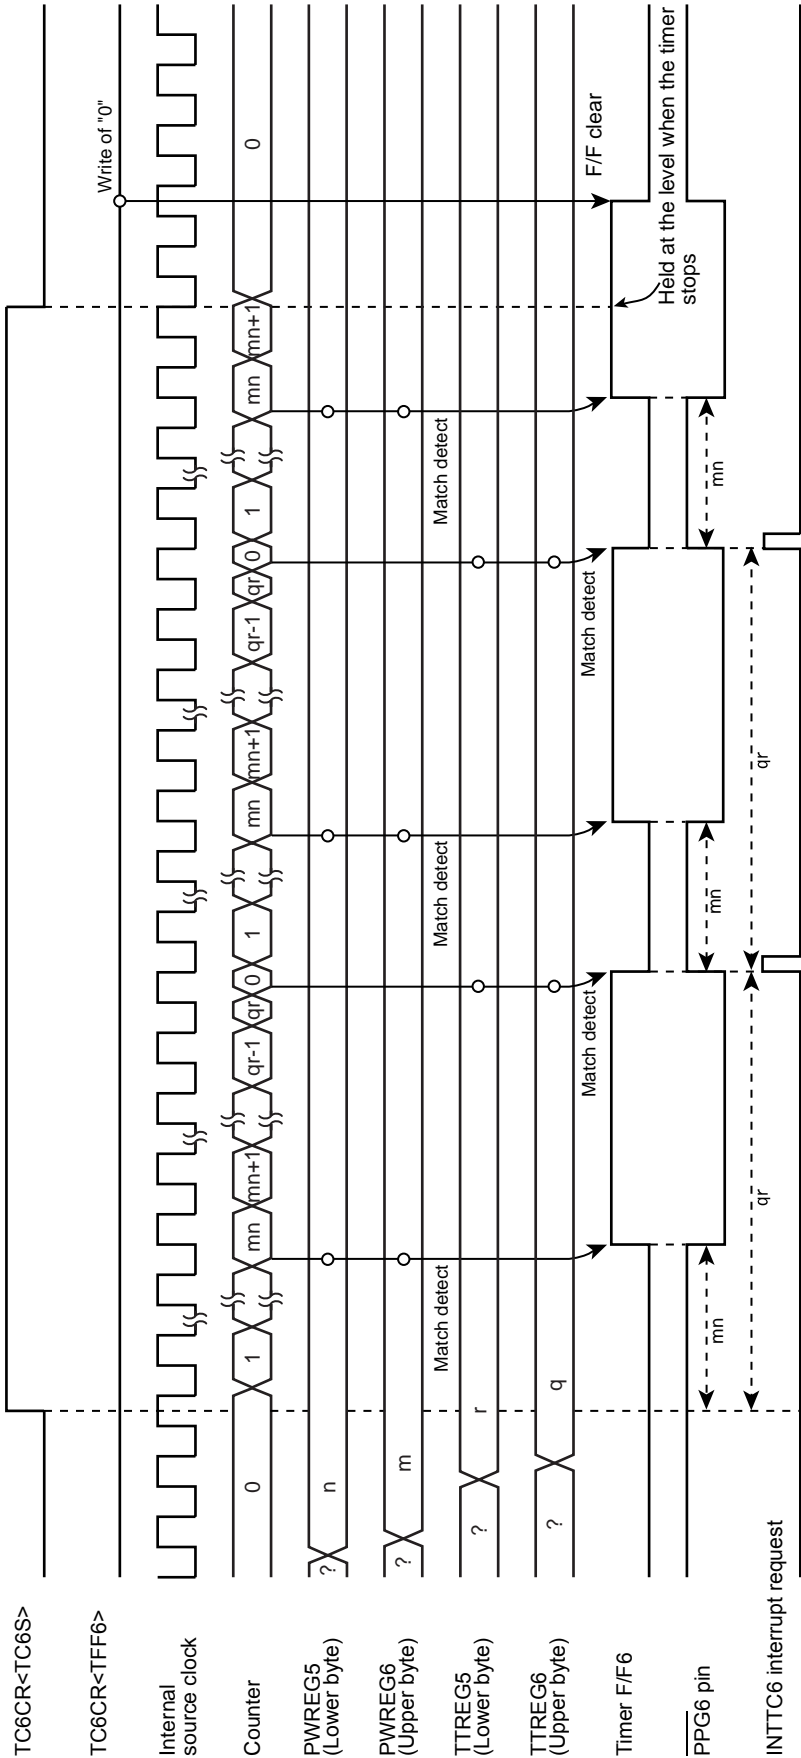 TC6CR<TC6S>
TC6CR<TFF6>
Write of "0"
Internal
source clock
Counter
0 1 mn mn+1 qr-1 qr 0 1 mn mn+1 qr-1 qr 0 1 mn mn+1 0
PWREG5
(Lower byte)
? n
PWREG6
(Upper byte)
? m
Match detect
Match detect
Match detect
TTREG5
(Lower byte)
? r
TTREG6
(Upper byte)
? q
Match detect
Match detect
F/F clear
Timer F/F6
Held at the level when the timer
stops
PPG6 pin
mn
mn
mn
qr
qr
INTTC6 interrupt request